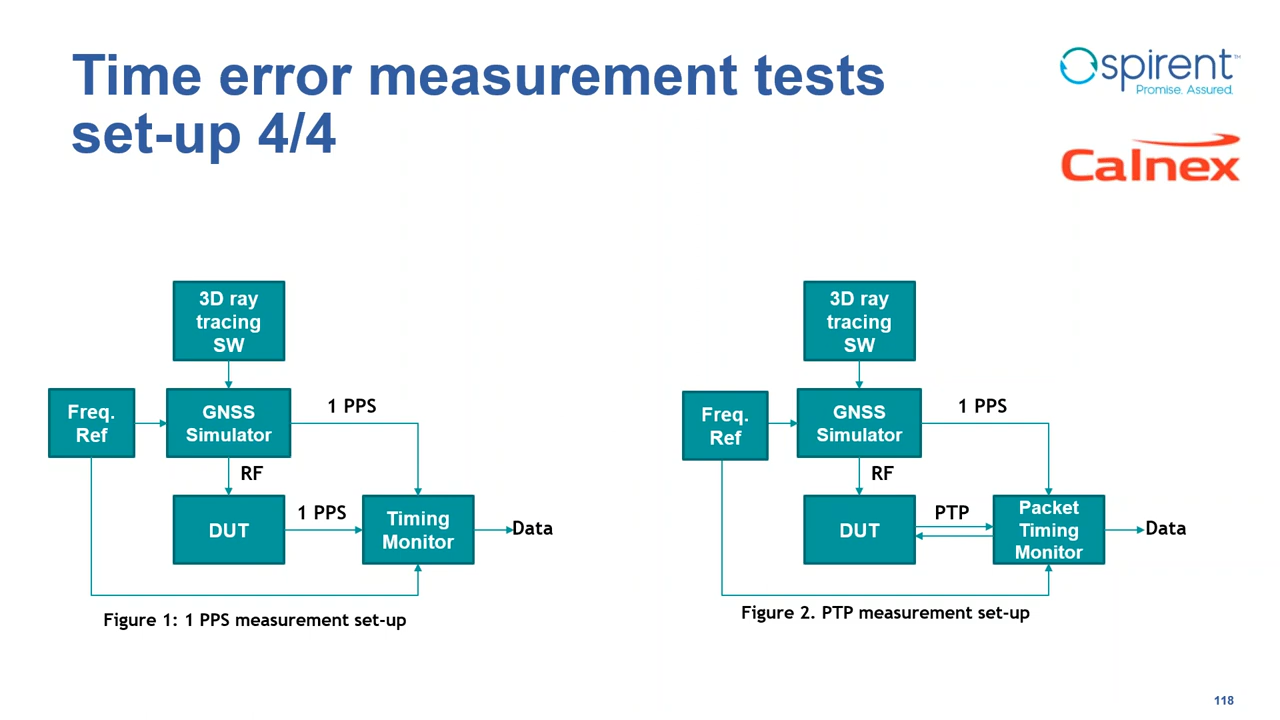 Time error measurement tests
set-up 4/4
spirent™
Promise. Assured.
Calnex
3D ray
tracing
SW
Freq.
Ref
GNSS
Simulator
1 PPS
RF
DUT
1 PPS
Timing
Monitor
Data
Figure 1: 1 PPS measurement set-up
3D ray
tracing
SW
Freq.
Ref
GNSS
Simulator
1 PPS
RF
DUT
PTP
Packet
Timing
Monitor
Data
Figure 2. PTP measurement set-up
118